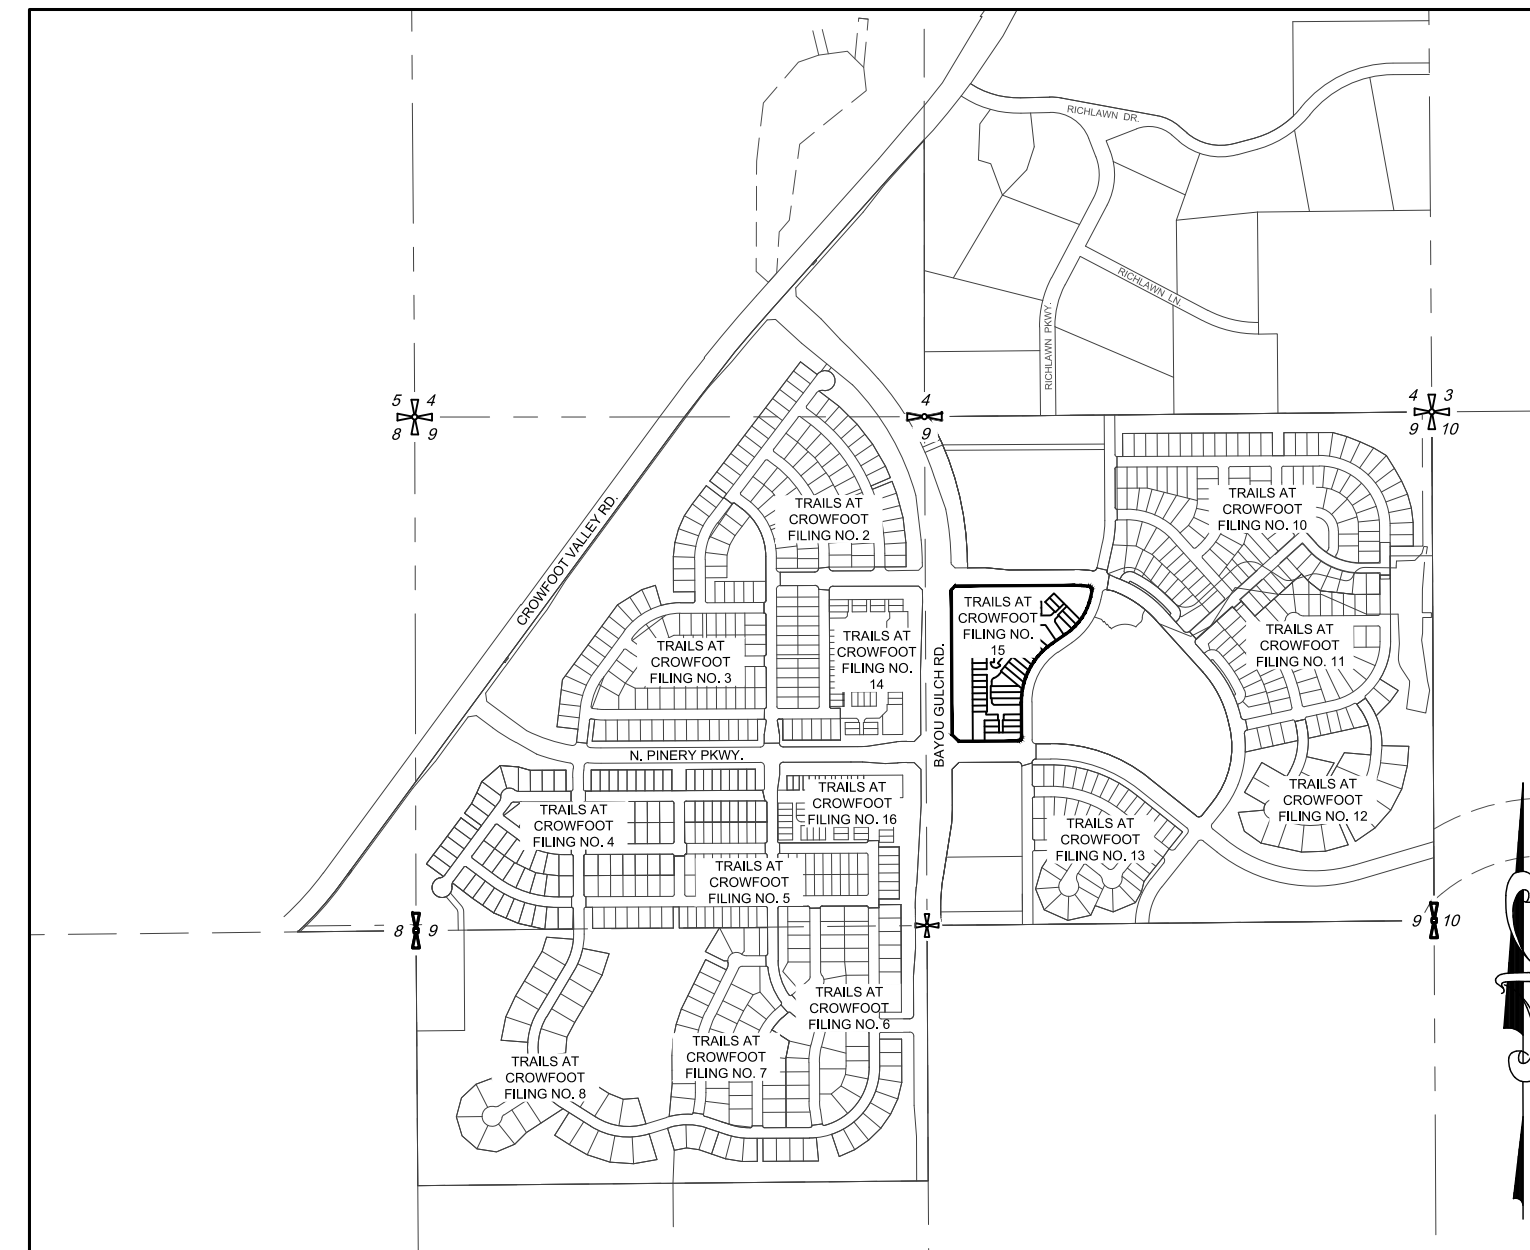 RICHLAWN DR.
RICHLAWN LN.
RICHLAWN PKWY.
5 4
8 9
4
9
4 3
9 10
CROWFOOT VALLEY RD.
TRAILS AT
CROWFOOT
FILING NO. 2
TRAILS AT
CROWFOOT
FILING NO. 10
TRAILS AT
CROWFOOT
FILING NO. 3
TRAILS AT
CROWFOOT
FILING NO.
14
BAYOU GULCH RD.
TRAILS AT
CROWFOOT
FILING NO.
15
TRAILS AT
CROWFOOT
FILING NO. 11
N. PINERY PKWY.
TRAILS AT
CROWFOOT
FILING NO. 4
TRAILS AT
CROWFOOT
FILING NO. 16
TRAILS AT
CROWFOOT
FILING NO. 5
TRAILS AT
CROWFOOT
FILING NO. 13
TRAILS AT
CROWFOOT
FILING NO. 12
8 9
9 10
TRAILS AT
CROWFOOT
FILING NO. 6
TRAILS AT
CROWFOOT
FILING NO. 7
TRAILS AT
CROWFOOT
FILING NO. 8